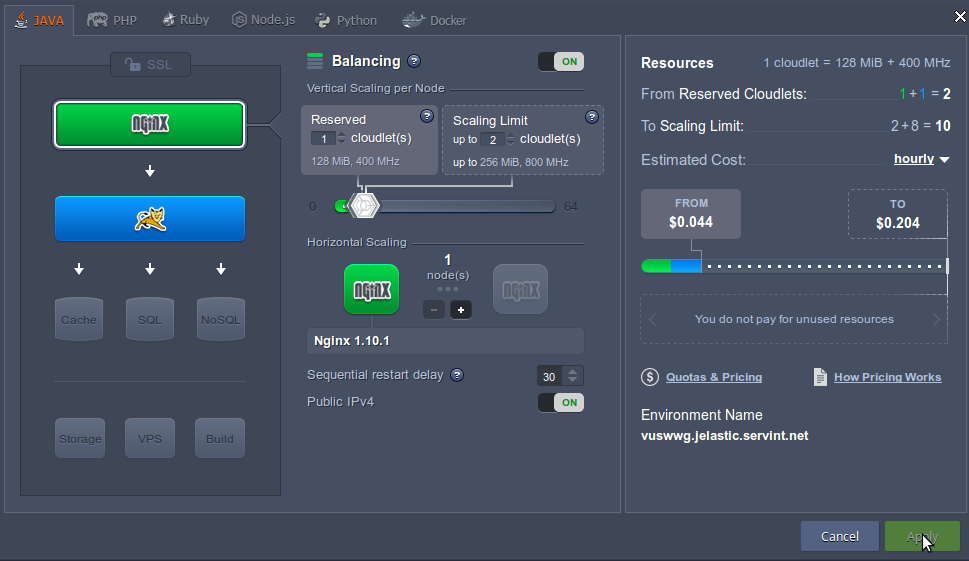 JAVA
PHP
Ruby
Node.js
Python
Docker
SSL
NGINX
Cache
SQL
NoSQL
Storage
VPS
Build
Balancing ?
ON
Vertical Scaling per Node
Reserved ?
1 cloudlet(s)
128 MiB, 400 MHz
Scaling Limit ?
up to 2 cloudlet(s)
up to 256 MiB, 800 MHz
0
64
Horizontal Scaling
NGINX
1
node(s)
− +
NGINX
Nginx 1.10.1
Sequential restart delay ? 30
Public IPv4 ON
Resources 1 cloudlet = 128 MiB + 400 MHz
From Reserved Cloudlets: 1 + 1 = 2
To Scaling Limit: 2 + 8 = 10
Estimated Cost: hourly
FROM
$0.044
TO
$0.204
You do not pay for unused resources
$ Quotas & Pricing
How Pricing Works
Environment Name
vuswwg.jelastic.servint.net
Cancel
Apply